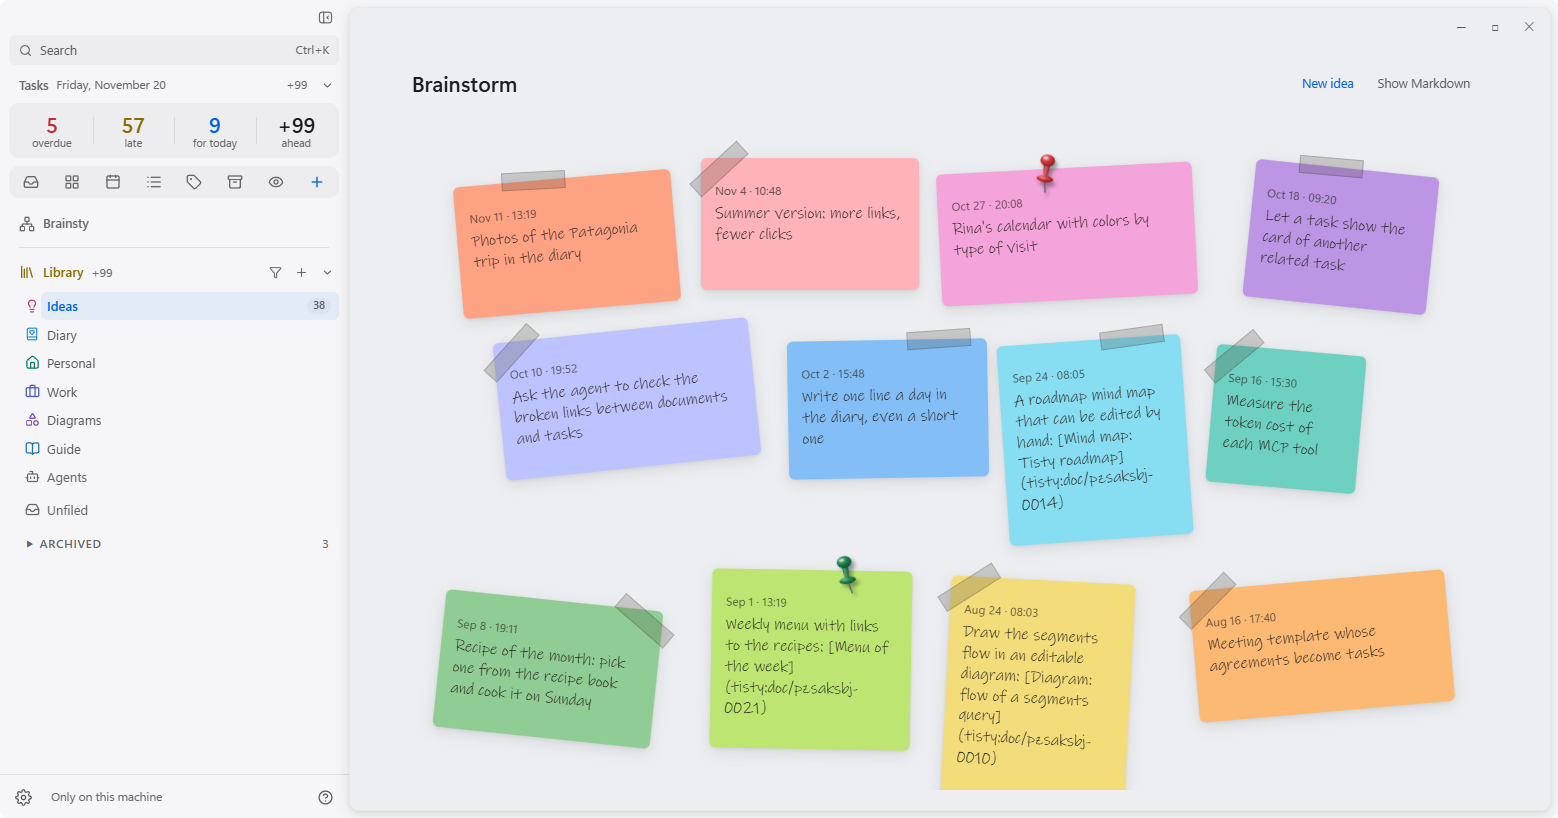 Search Ctrl+K
Tasks Friday, November 20 +99
5 57 9 +99
overdue late for today ahead
Brainsty
Library +99
Ideas 38
Diary
Personal
Work
Diagrams
Guide
Agents
Unfiled
ARCHIVED 3
Only on this machine
Brainstorm
New idea Show Markdown
Nov 11 · 13:19
Photos of the Patagonia
trip in the diary
Nov 4 · 10:48
Summer version: more links,
fewer clicks
Oct 27 · 20:08
Rina's calendar with colors by
type of visit
Oct 18 · 09:20
Let a task show the
card of another
related task
Oct 10 · 19:52
Ask the agent to check the
broken links between documents
and tasks
Oct 2 · 15:48
Write one line a day in
the diary, even a short
one
Sep 24 · 08:05
A roadmap mind map
that can be edited by
hand: [Mind map:
Tisty roadmap]
(tisty:doc/pzsaksbj-
0014)
Sep 16 · 15:30
Measure the
token cost of
each MCP tool
Sep 8 · 19:11
Recipe of the month: pick
one from the recipe book
and cook it on Sunday
Sep 1 · 13:19
Weekly menu with links
to the recipes: [Menu of
the week]
(tisty:doc/pzsaksbj-
0021)
Aug 24 · 08:03
Draw the segments
flow in an editable
diagram: [Diagram:
flow of a segments
query]
(tisty:doc/pzsaksbj-
0010)
Aug 16 · 17:40
Meeting template whose
agreements become tasks